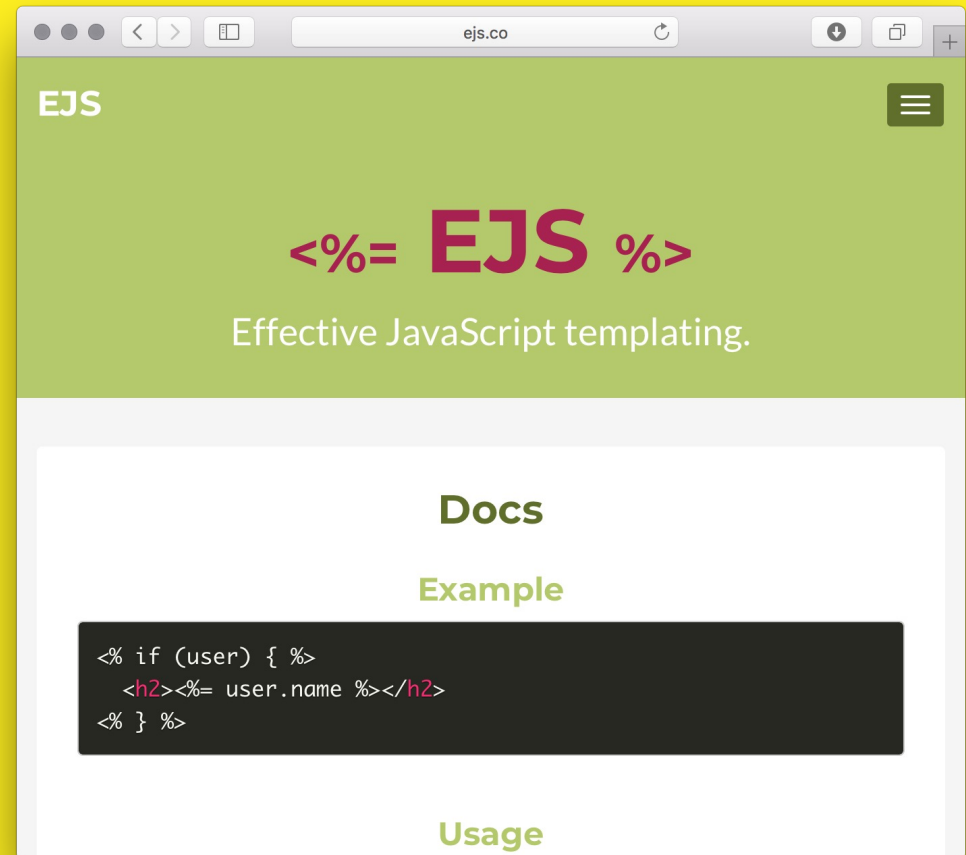 ejs.co
EJS
<%= EJS %>
Effective JavaScript templating.
Docs
Example
<% if (user) { %>
  <h2><%= user.name %></h2>
<% } %>
Usage